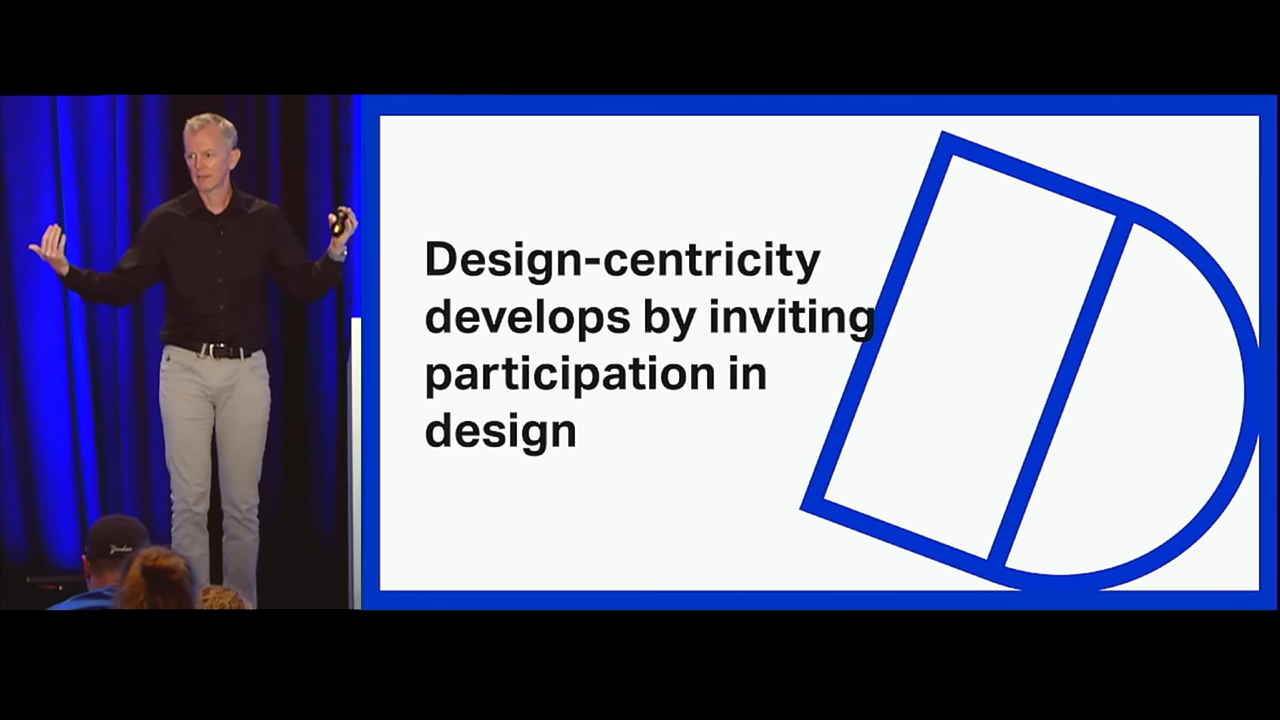 Design-centricity
develops by inviting
participation in
design